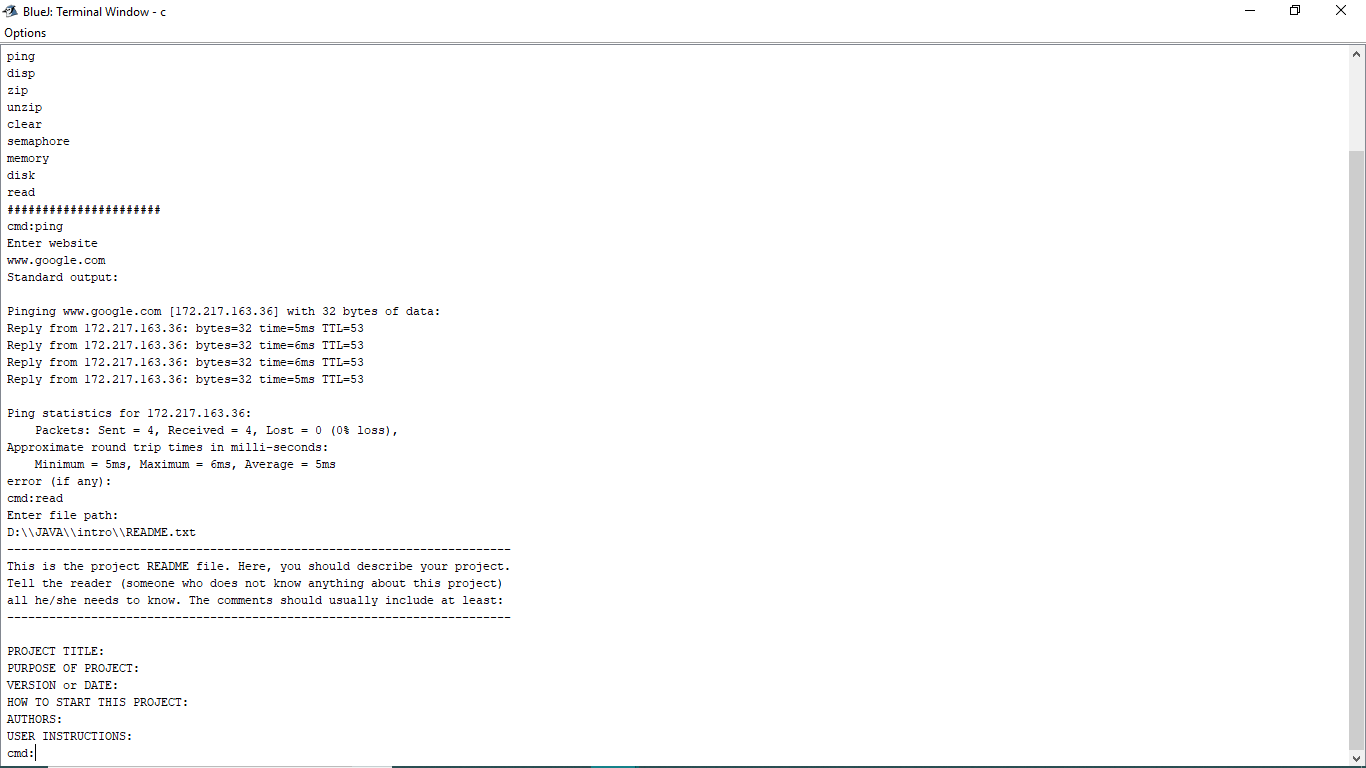 BlueJ: Terminal Window - c
Options
ping
disp
zip
unzip
clear
semaphore
memory
disk
read
######################
cmd:ping
Enter website
www.google.com
Standard output:

Pinging www.google.com [172.217.163.36] with 32 bytes of data:
Reply from 172.217.163.36: bytes=32 time=5ms TTL=53
Reply from 172.217.163.36: bytes=32 time=6ms TTL=53
Reply from 172.217.163.36: bytes=32 time=6ms TTL=53
Reply from 172.217.163.36: bytes=32 time=5ms TTL=53

Ping statistics for 172.217.163.36:
    Packets: Sent = 4, Received = 4, Lost = 0 (0% loss),
Approximate round trip times in milli-seconds:
    Minimum = 5ms, Maximum = 6ms, Average = 5ms
error (if any):
cmd:read
Enter file path:
D:\\JAVA\\intro\\README.txt
------------------------------------------------------------------------
This is the project README file. Here, you should describe your project.
Tell the reader (someone who does not know anything about this project)
all he/she needs to know. The comments should usually include at least:
------------------------------------------------------------------------

PROJECT TITLE:
PURPOSE OF PROJECT:
VERSION or DATE:
HOW TO START THIS PROJECT:
AUTHORS:
USER INSTRUCTIONS:
cmd: